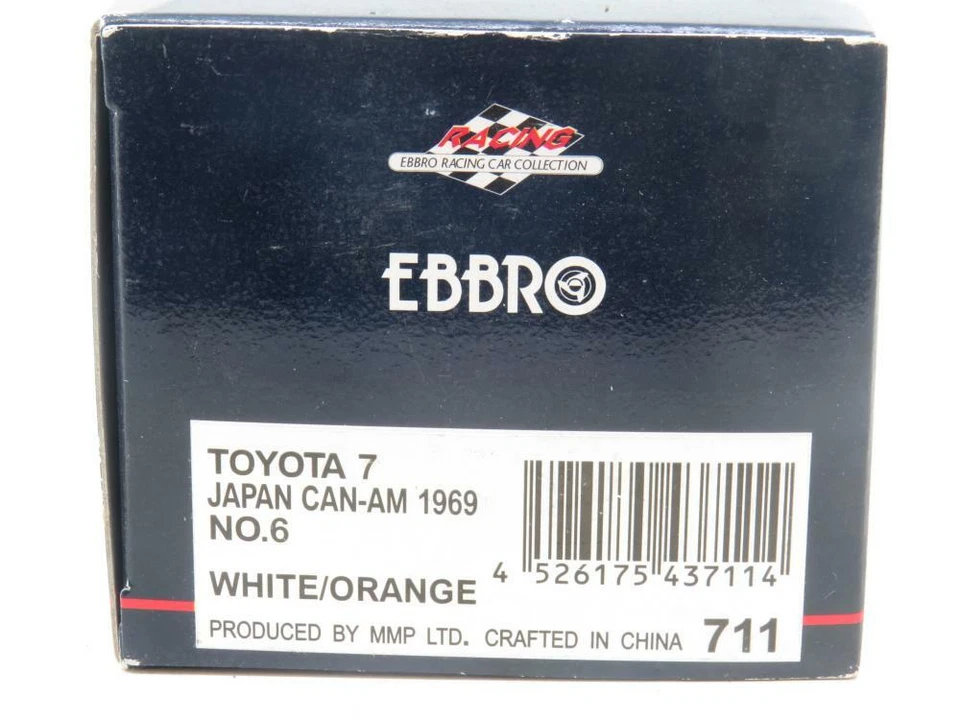 RACING
EBBRO RACING CAR COLLECTION
EBBRO
TOYOTA 7
JAPAN CAN-AM 1969
NO.6
WHITE/ORANGE
4 526175 437114
PRODUCED BY MMP LTD. CRAFTED IN CHINA 711